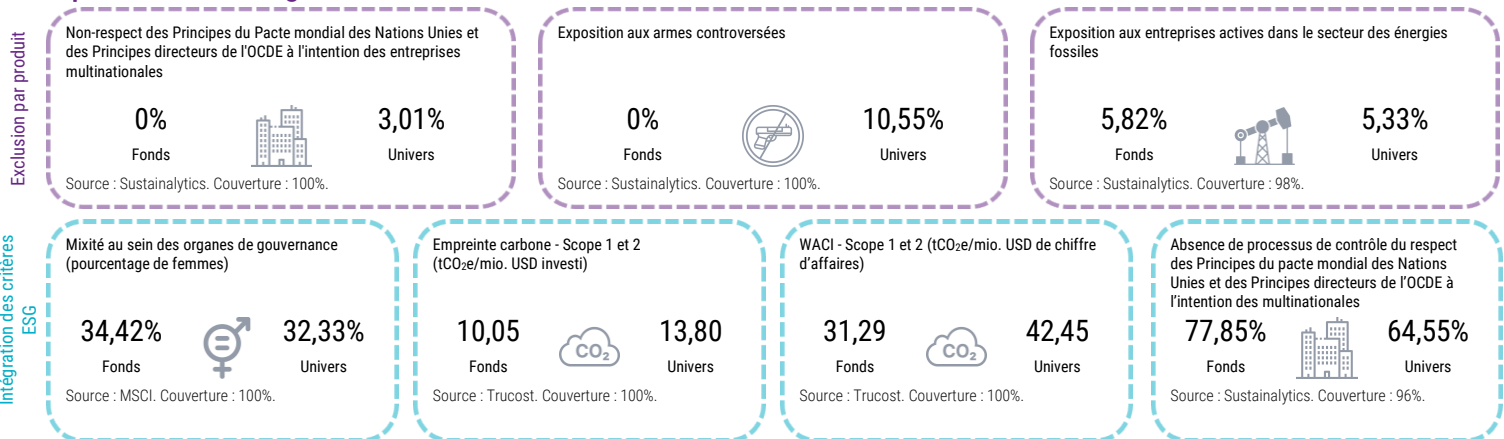 Exclusion par produit
Non-respect des Principes du Pacte mondial des Nations Unies et
des Principes directeurs de l'OCDE à l'intention des entreprises
multinationales
0%
Fonds
3,01%
Univers
Source : Sustainalytics. Couverture : 100%.
Exposition aux armes controversées
0%
Fonds
10,55%
Univers
Source : Sustainalytics. Couverture : 100%.
Exposition aux entreprises actives dans le secteur des énergies
fossiles
5,82%
Fonds
5,33%
Univers
Source : Sustainalytics. Couverture : 98%.
Intégration des critères
ESG
Mixité au sein des organes de gouvernance
(pourcentage de femmes)
34,42%
Fonds
32,33%
Univers
Source : MSCI. Couverture : 100%.
Empreinte carbone - Scope 1 et 2
(tCO₂e/mio. USD investi)
10,05
Fonds
CO₂
13,80
Univers
Source : Trucost. Couverture : 100%.
WACI - Scope 1 et 2 (tCO₂e/mio. USD de chiffre
d’affaires)
31,29
Fonds
CO₂
42,45
Univers
Source : Trucost. Couverture : 100%.
Absence de processus de contrôle du respect
des Principes du pacte mondial des Nations
Unies et des Principes directeurs de l’OCDE à
l’intention des multinationales
77,85%
Fonds
64,55%
Univers
Source : Sustainalytics. Couverture : 96%.